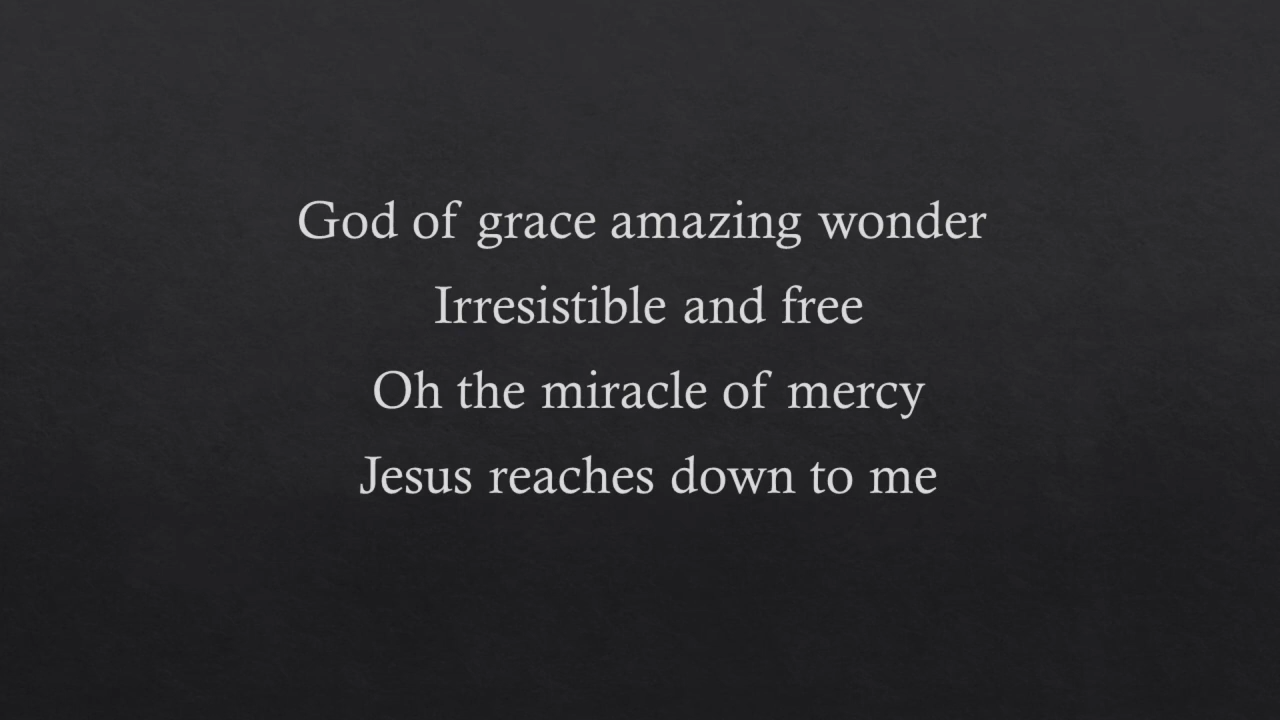 God of grace amazing wonder
Irresistible and free
Oh the miracle of mercy
Jesus reaches down to me